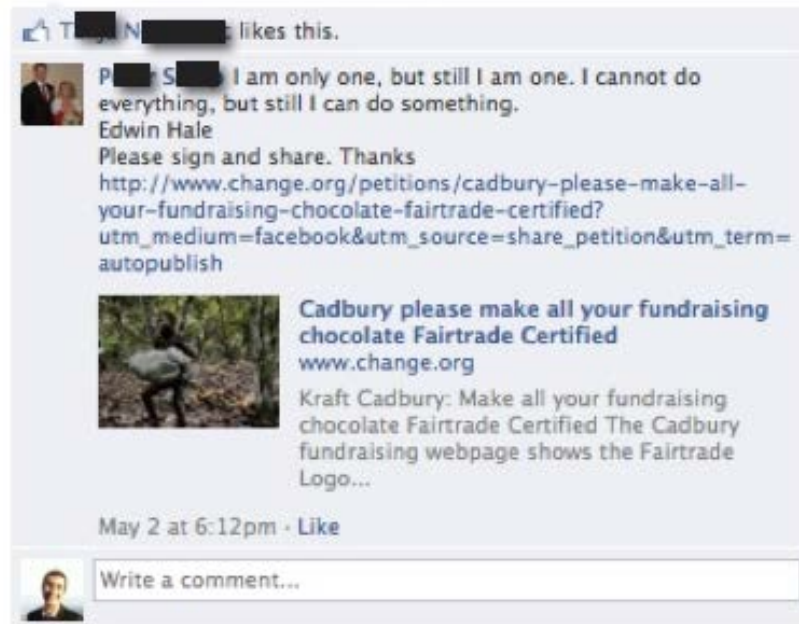 likes this.
I am only one, but still I am one. I cannot do
everything, but still I can do something.
Edwin Hale
Please sign and share. Thanks
http://www.change.org/petitions/cadbury-please-make-all-
your-fundraising-chocolate-fairtrade-certified?
utm_medium=facebook&utm_source=share_petition&utm_term=
autopublish
Cadbury please make all your fundraising
chocolate Fairtrade Certified
www.change.org
Kraft Cadbury: Make all your fundraising
chocolate Fairtrade Certified The Cadbury
fundraising webpage shows the Fairtrade
Logo...
May 2 at 6:12pm · Like
Write a comment...